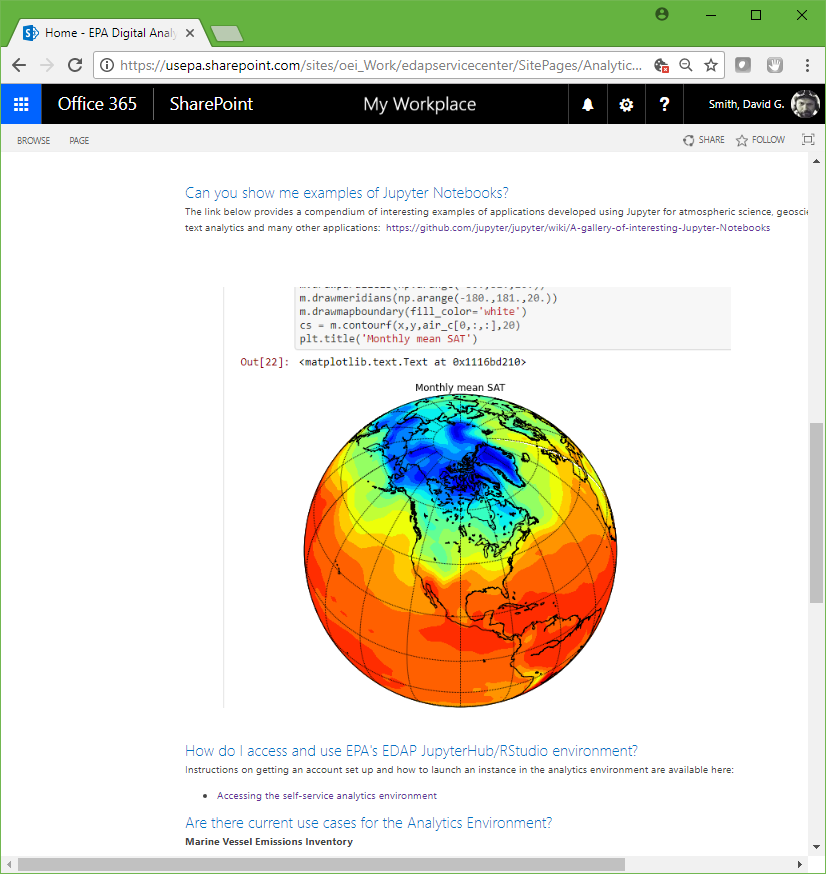 Home - EPA Digital Analy
https://usepa.sharepoint.com/sites/oei_Work/edapservicecenter/SitePages/Analytic...
Office 365 SharePoint My Workplace ? Smith, David G.
BROWSE PAGE SHARE FOLLOW
Can you show me examples of Jupyter Notebooks?
The link below provides a compendium of interesting examples of applications developed using Jupyter for atmospheric science, geoscie
text analytics and many other applications: https://github.com/jupyter/jupyter/wiki/A-gallery-of-interesting-Jupyter-Notebooks
m.drawmeridians(np.arange(-180.,181.,20.))
m.drawmapboundary(fill_color='white')
cs = m.contourf(x,y,air_c[0,:,:],20)
plt.title('Monthly mean SAT')
Out[22]: <matplotlib.text.Text at 0x1116bd210>
Monthly mean SAT
How do I access and use EPA's EDAP JupyterHub/RStudio environment?
Instructions on getting an account set up and how to launch an instance in the analytics environment are available here:
• Accessing the self-service analytics environment
Are there current use cases for the Analytics Environment?
Marine Vessel Emissions Inventory